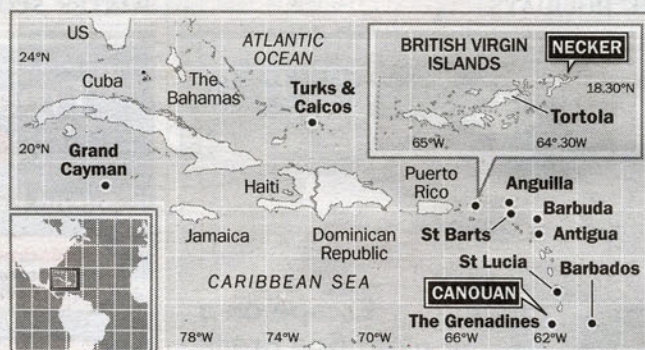 US
ATLANTIC
OCEAN
BRITISH VIRGIN
ISLANDS
NECKER
24°N
18.30°N
Cuba
The
Bahamas
Turks &
Caicos
Tortola
65°W
64°.30W
20°N
Grand
Cayman
Haiti
Puerto
Rico
Anguilla
Barbuda
Jamaica
Dominican
Republic
St Barts
Antigua
St Lucia
Barbados
CARIBBEAN SEA
CANOUAN
The Grenadines
78°W
74°W
70°W
66°W
62°W